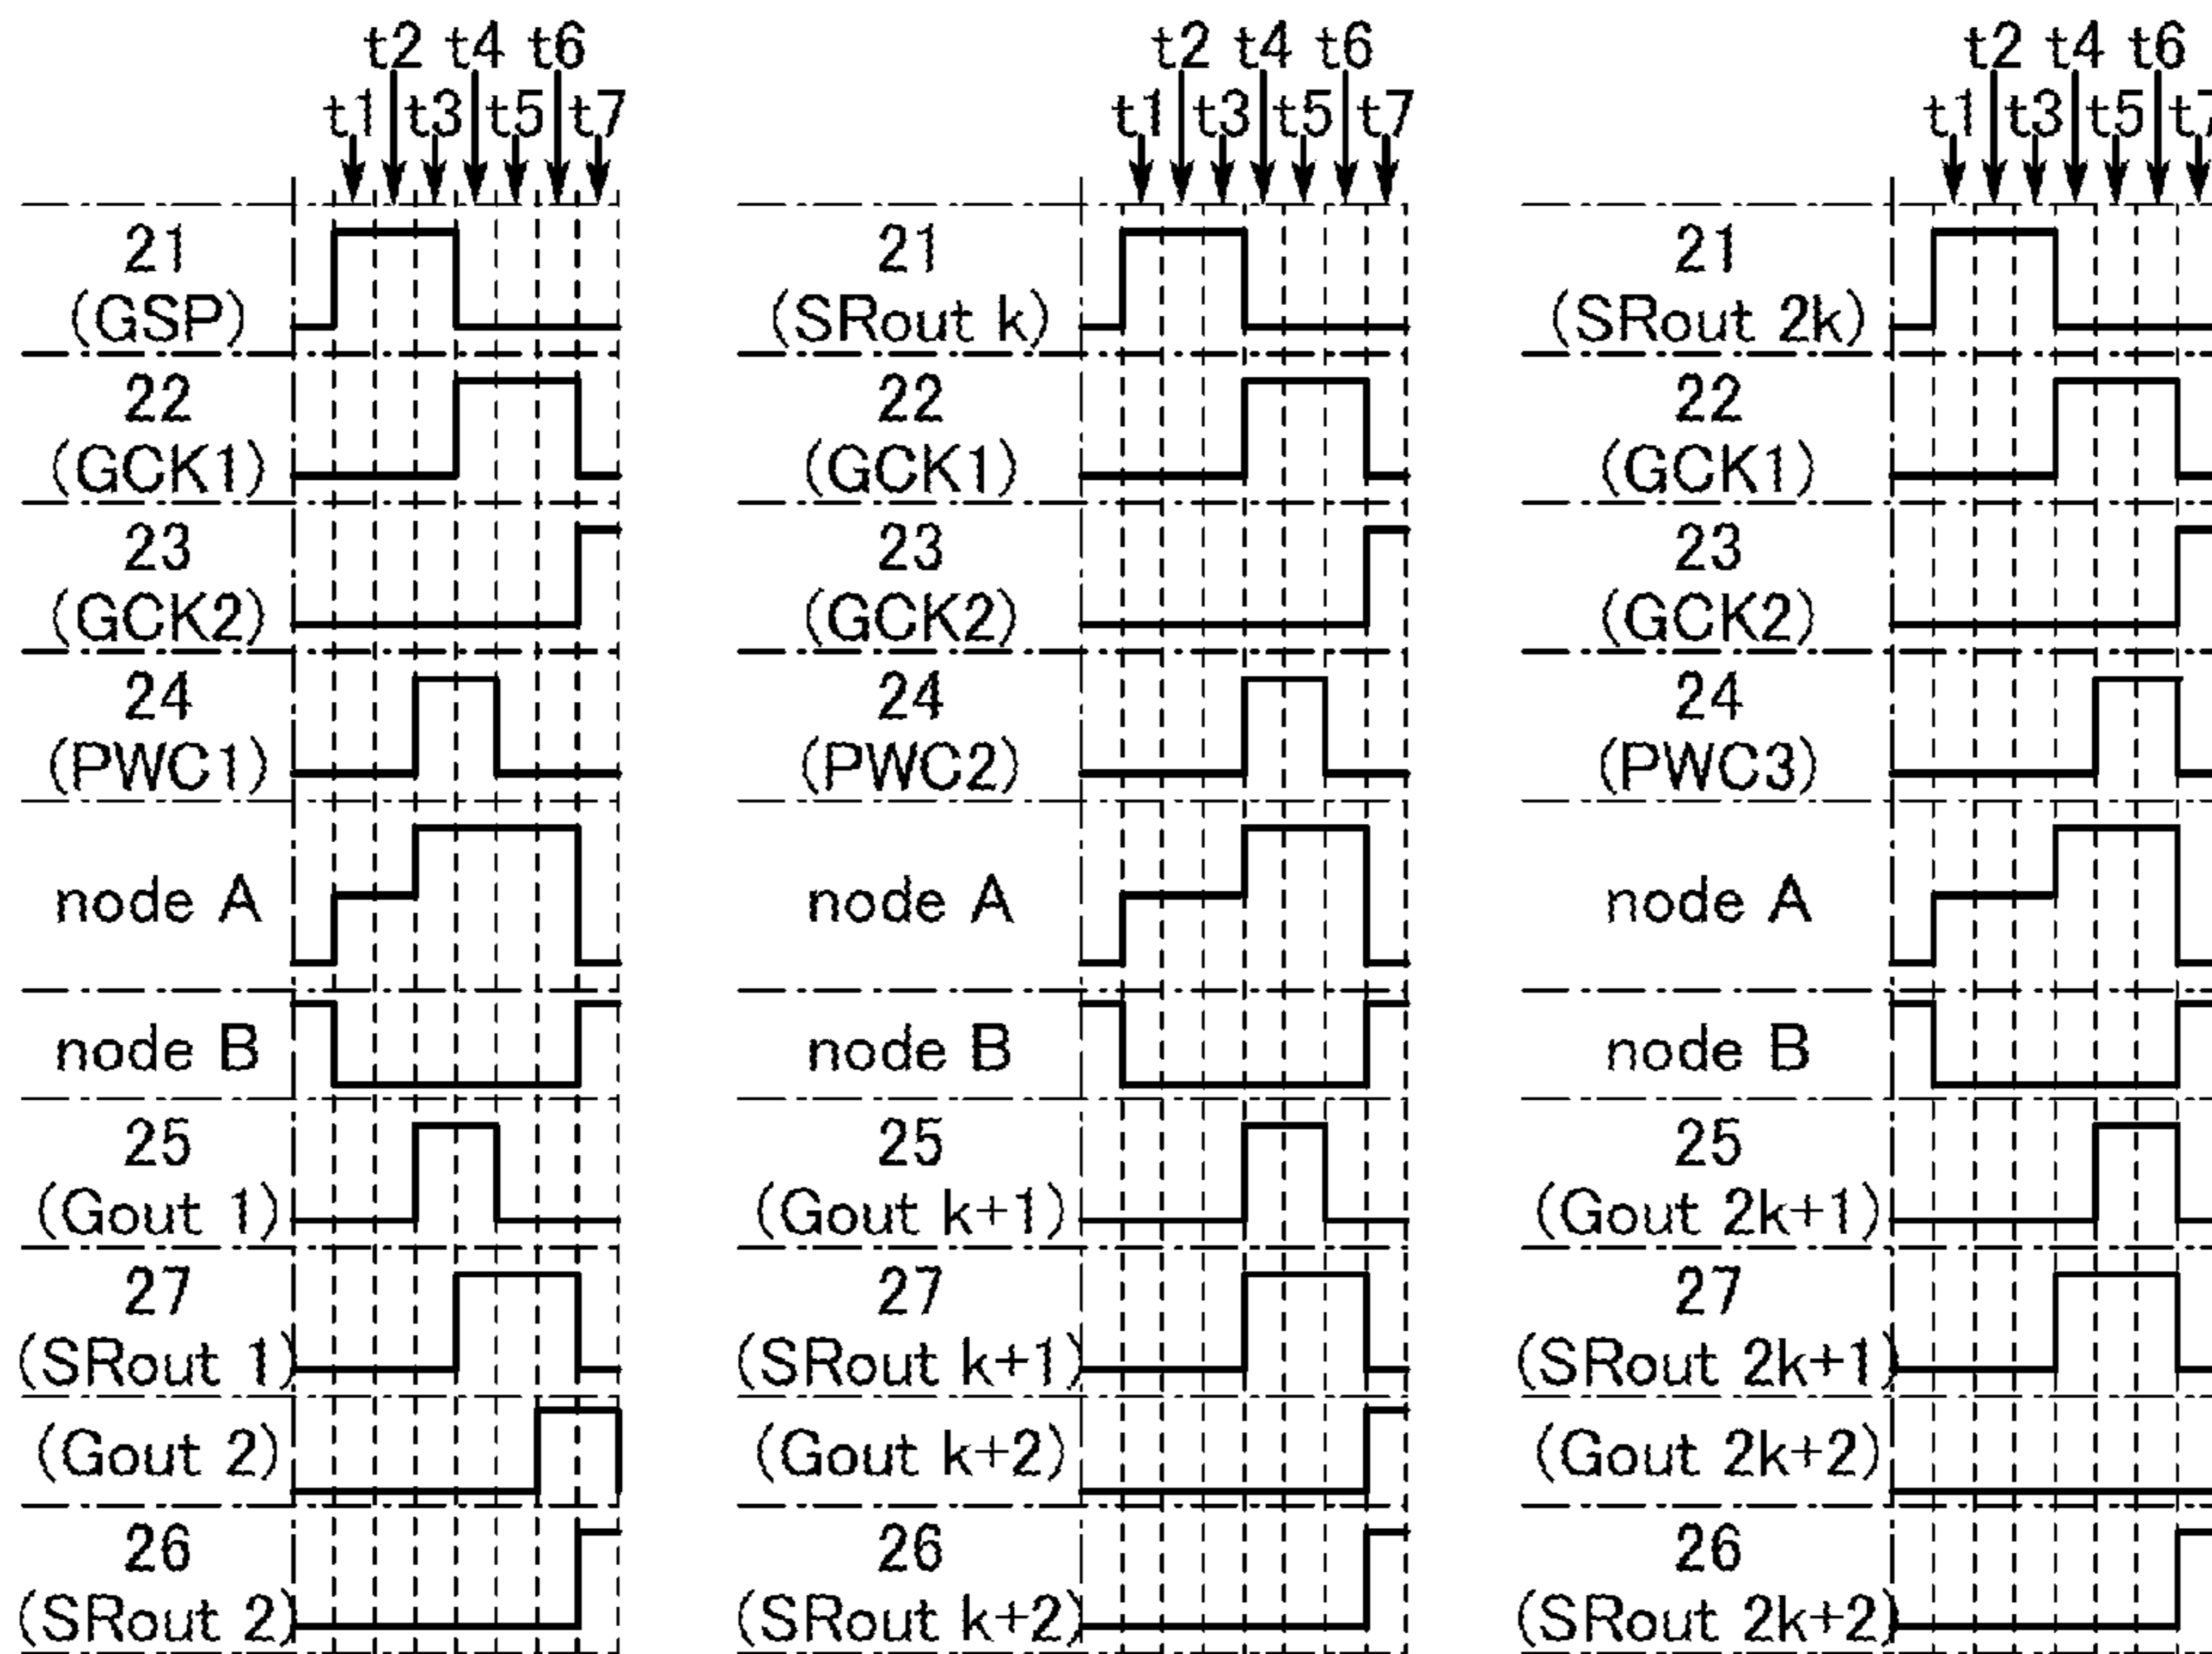 t2 t4 t6
t1 t3 t5 t7
21
(GSP)
22
(GCK1)
23
(GCK2)
24
(PWC1)
node A
node B
25
(Gout 1)
27
(SRout 1)
(Gout 2)
26
(SRout 2)
t2 t4 t6
t1 t3 t5 t7
21
(SRout k)
22
(GCK1)
23
(GCK2)
24
(PWC2)
node A
node B
25
(Gout k+1)
27
(SRout k+1)
(Gout k+2)
26
(SRout k+2)
t2 t4 t6
t1 t3 t5 t7
21
(SRout 2k)
22
(GCK1)
23
(GCK2)
24
(PWC3)
node A
node B
25
(Gout 2k+1)
27
(SRout 2k+1)
(Gout 2k+2)
26
(SRout 2k+2)